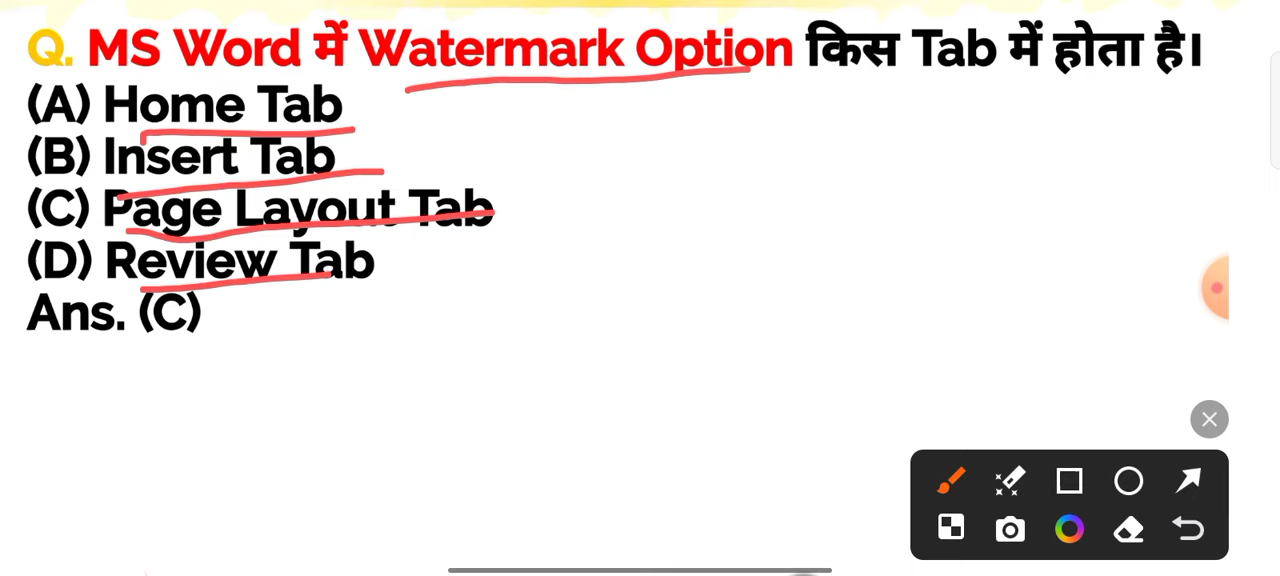 Q. MS Word में Watermark Option किस Tab में होता है।
(A) Home Tab
(B) Insert Tab
(C) Page Layout Tab
(D) Review Tab
Ans. (C)